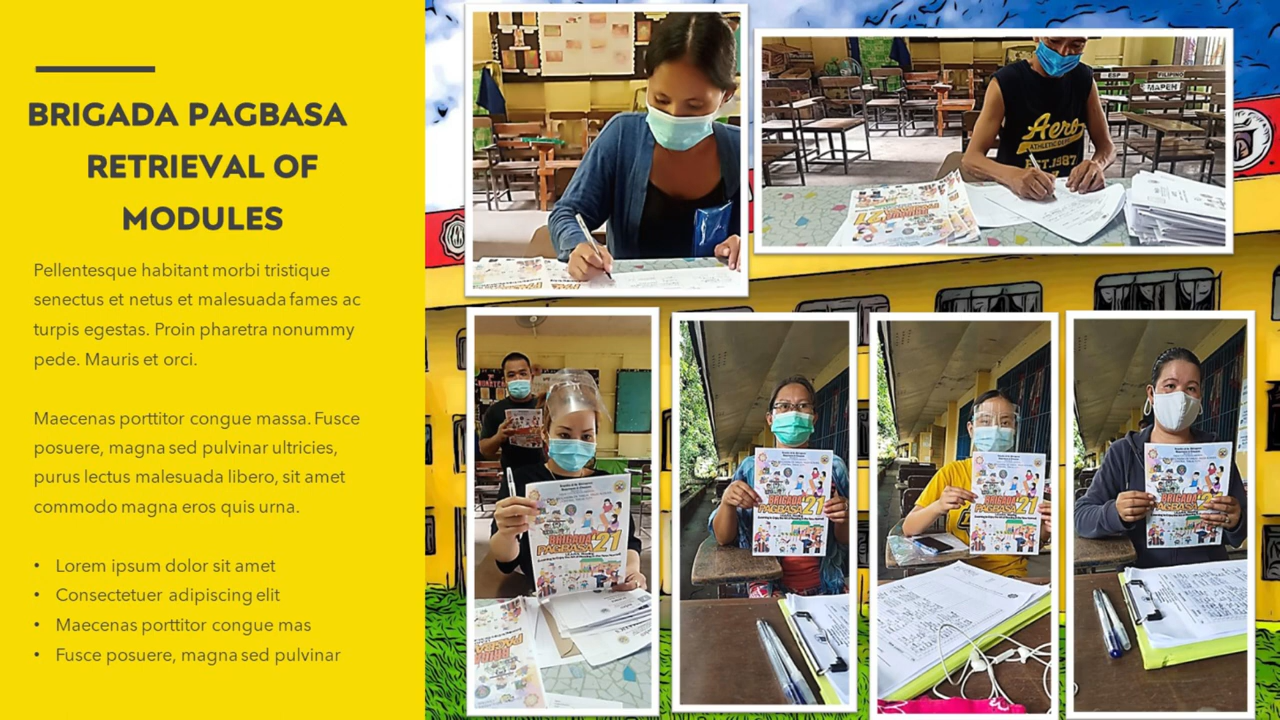 BRIGADA PAGBASA
RETRIEVAL OF
MODULES
Pellentesque habitant morbi tristique
senectus et netus et malesuada fames ac
turpis egestas. Proin pharetra nonummy
pede. Mauris et orci.
Maecenas porttitor congue massa. Fusce
posuere, magna sed pulvinar ultricies,
purus lectus malesuada libero, sit amet
commodo magna eros quis urna.
• Lorem ipsum dolor sit amet
• Consectetuer adipiscing elit
• Maecenas porttitor congue mas
• Fusce posuere, magna sed pulvinar
ESP
FILIPINO
MAPEH
Aero
ATHLETIC
EST. 1987
BRIGADA
PAGBASA '21
BRIGADA
PAGBASA '21
BRIGADA
PAGBASA '21
BRIGADA
PAGBASA